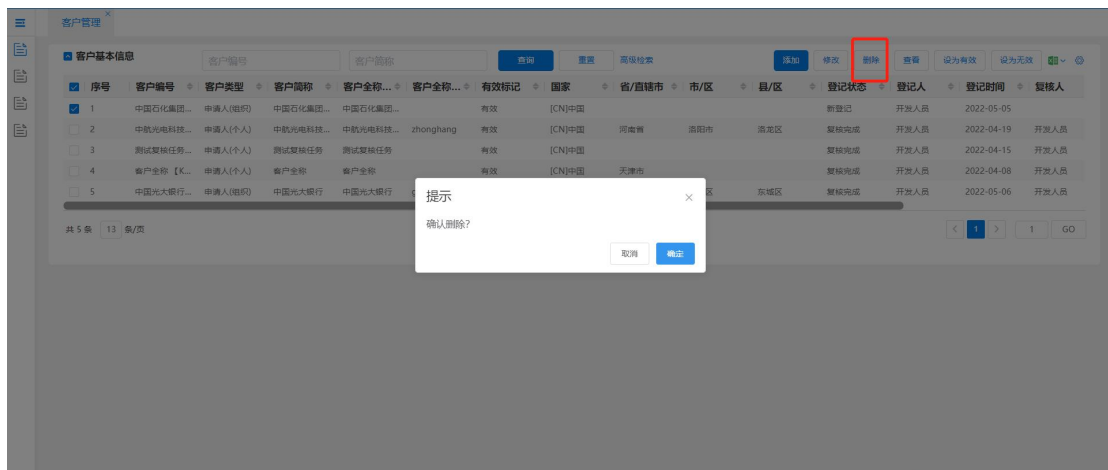 客户管理
客户基本信息 客户编号 客户简称 查询 重置 高级检索 添加 修改 删除 查看 设为有效 设为无效
序号 客户编号 客户类型 客户简称 客户全称... 客户全称... 有效标记 国家 省/直辖市 市/区 县/区 登记状态 登记人 登记时间 复核人
1 中国石化集团... 申请人(组织) 中国石化集团... 中国石化集团... 有效 [CN]中国 新登记 开发人员 2022-05-05
2 中航光电科技... 申请人(个人) 中航光电科技... 中航光电科技... zhonghang 有效 [CN]中国 河南省 洛阳市 洛龙区 复核完成 开发人员 2022-04-19 开发人员
3 测试复核任务... 申请人(个人) 测试复核任务 测试复核任务 有效 [CN]中国 复核完成 开发人员 2022-04-15 开发人员
4 客户全称【K... 申请人(个人) 客户全称 客户全称 有效 [CN]中国 天津市 复核完成 开发人员 2022-04-08 开发人员
5 中国光大银行... 申请人(组织) 中国光大银行 中国光大银行 区 东城区 复核完成 开发人员 2022-05-06 开发人员
提示
确认删除?
取消 确定
共 5 条 13 条/页 1 1 GO